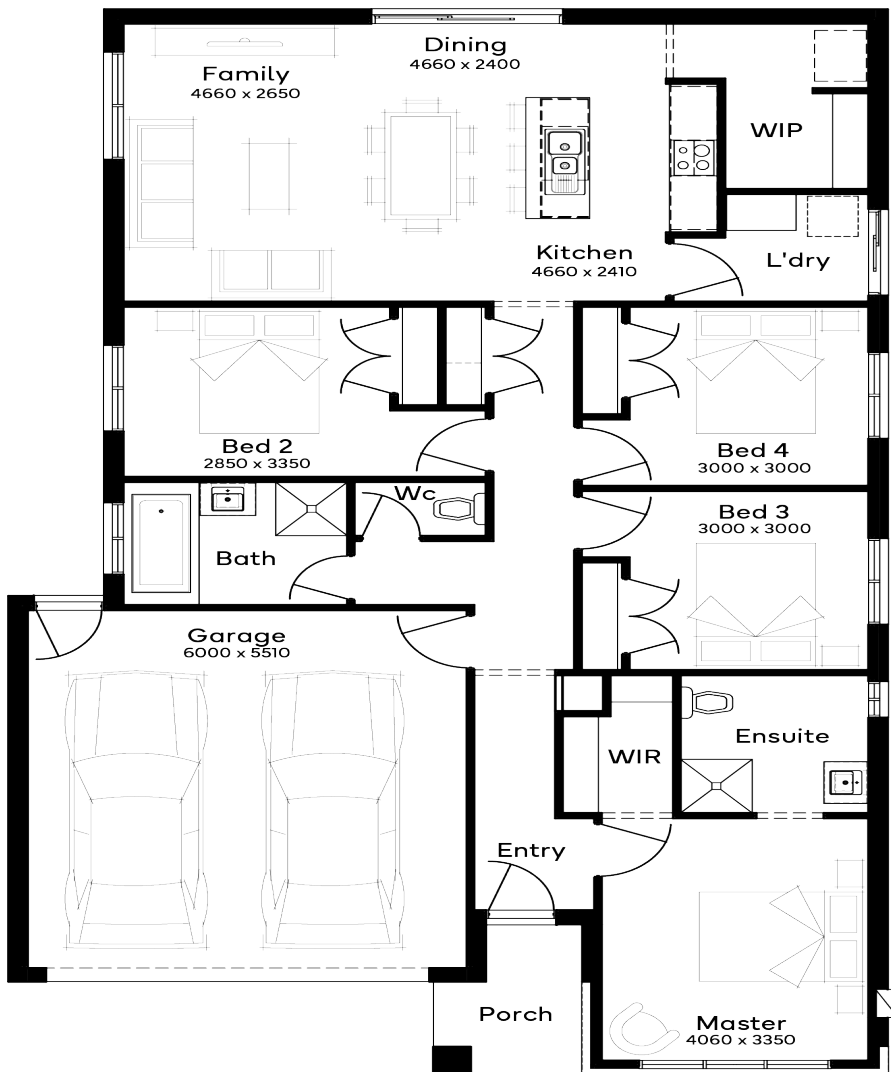 Dining
4660 x 2400
Family
4660 x 2650
WIP
Kitchen
4660 x 2410
L'dry
Bed 2
2850 x 3350
Bed 4
3000 x 3000
Wc
Bed 3
3000 x 3000
Bath
Garage
6000 x 5510
Ensuite
WIR
Entry
Porch
Master
4060 x 3350